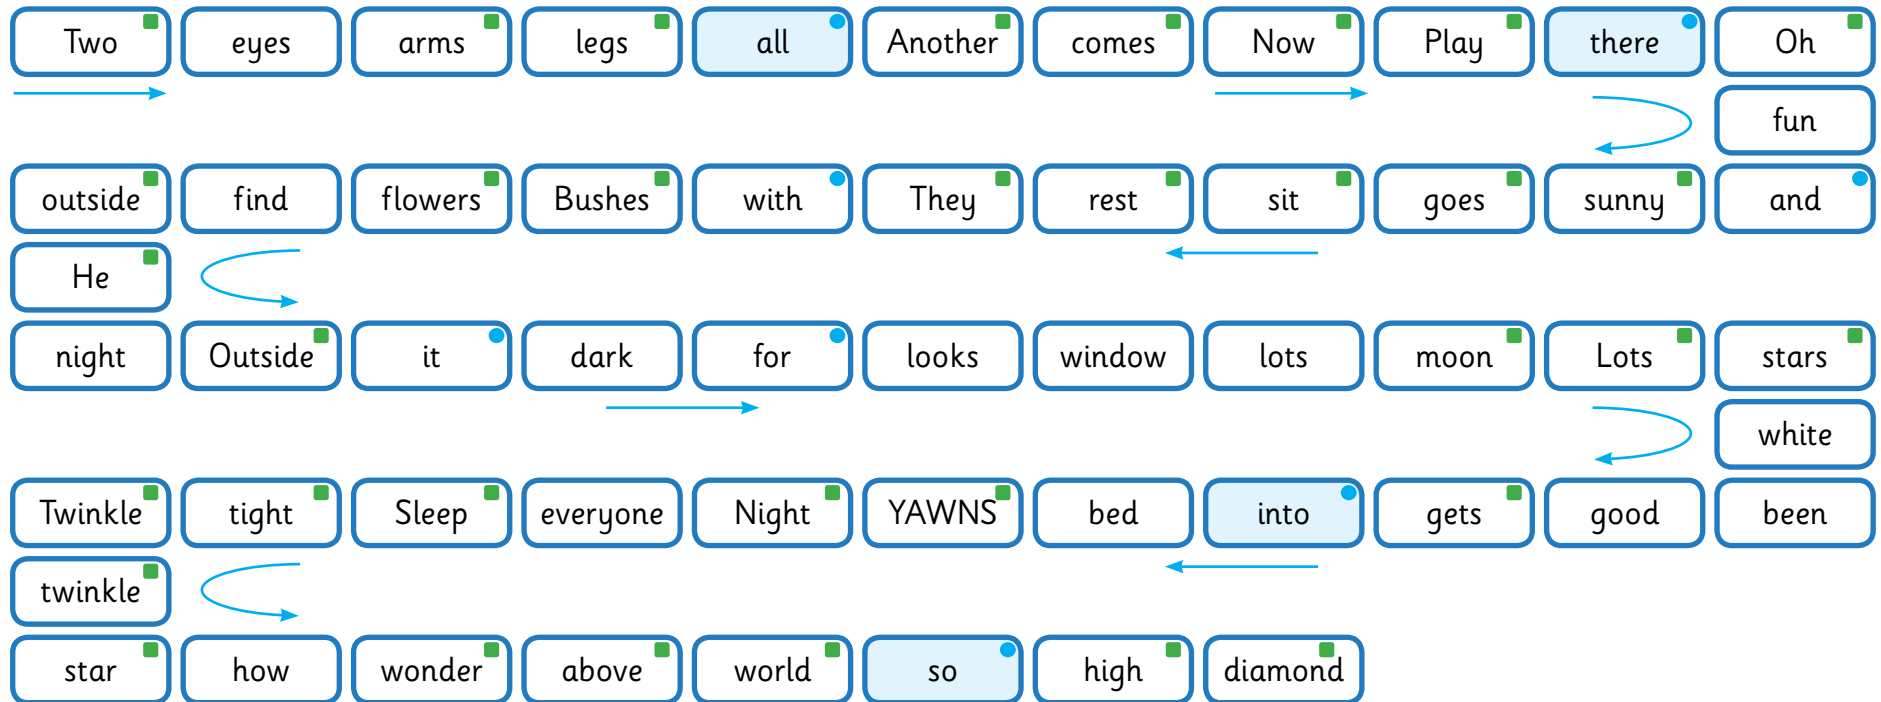 Two eyes arms legs all Another comes Now Play there Oh
fun
outside find flowers Bushes with They rest sit goes sunny and
He
night Outside it dark for looks window lots moon Lots stars
white
Twinkle tight Sleep everyone Night YAWNS bed into gets good been
twinkle
star how wonder above world so high diamond